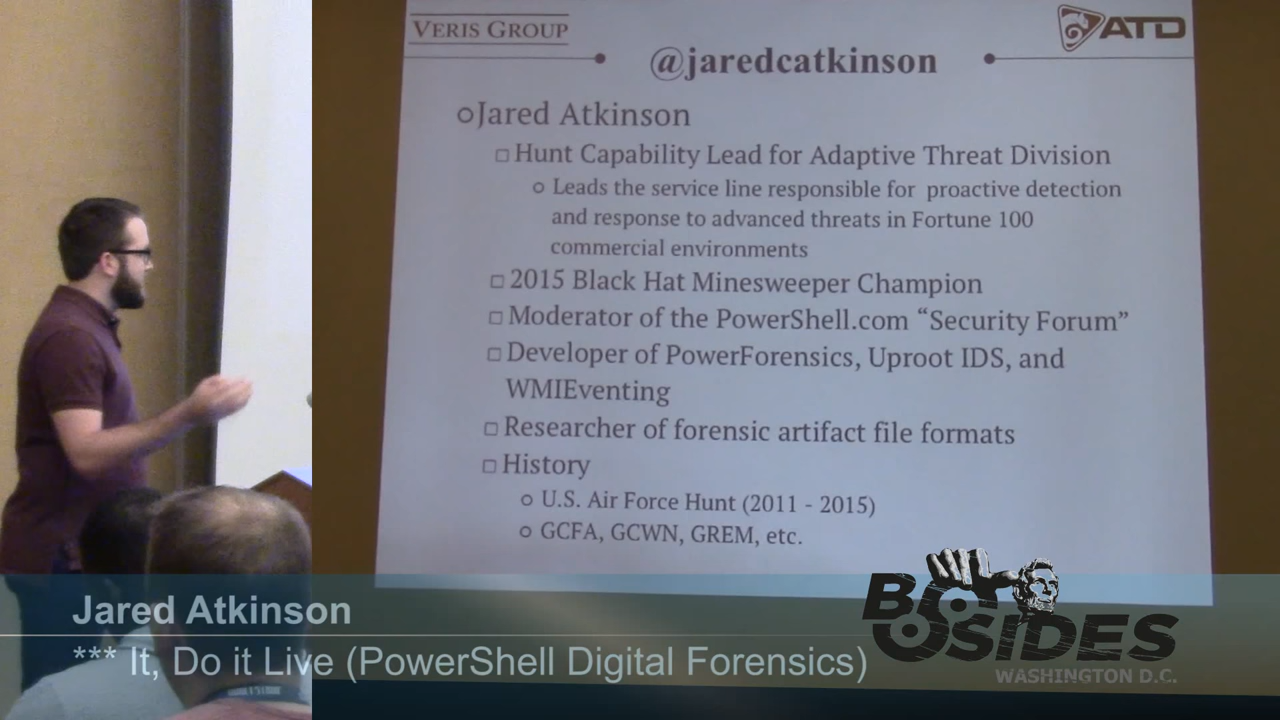 VERIS GROUP
ATD
@jaredcatkinson
Jared Atkinson
Hunt Capability Lead for Adaptive Threat Division
Leads the service line responsible for proactive detection
and response to advanced threats in Fortune 100
commercial environments
2015 Black Hat Minesweeper Champion
Moderator of the PowerShell.com “Security Forum”
Developer of PowerForensics, Uproot IDS, and
WMIEventing
Researcher of forensic artifact file formats
History
U.S. Air Force Hunt (2011 - 2015)
GCFA, GCWN, GREM, etc.
Jared Atkinson
*** It, Do it Live (PowerShell Digital Forensics)
BSIDES
WASHINGTON D.C.